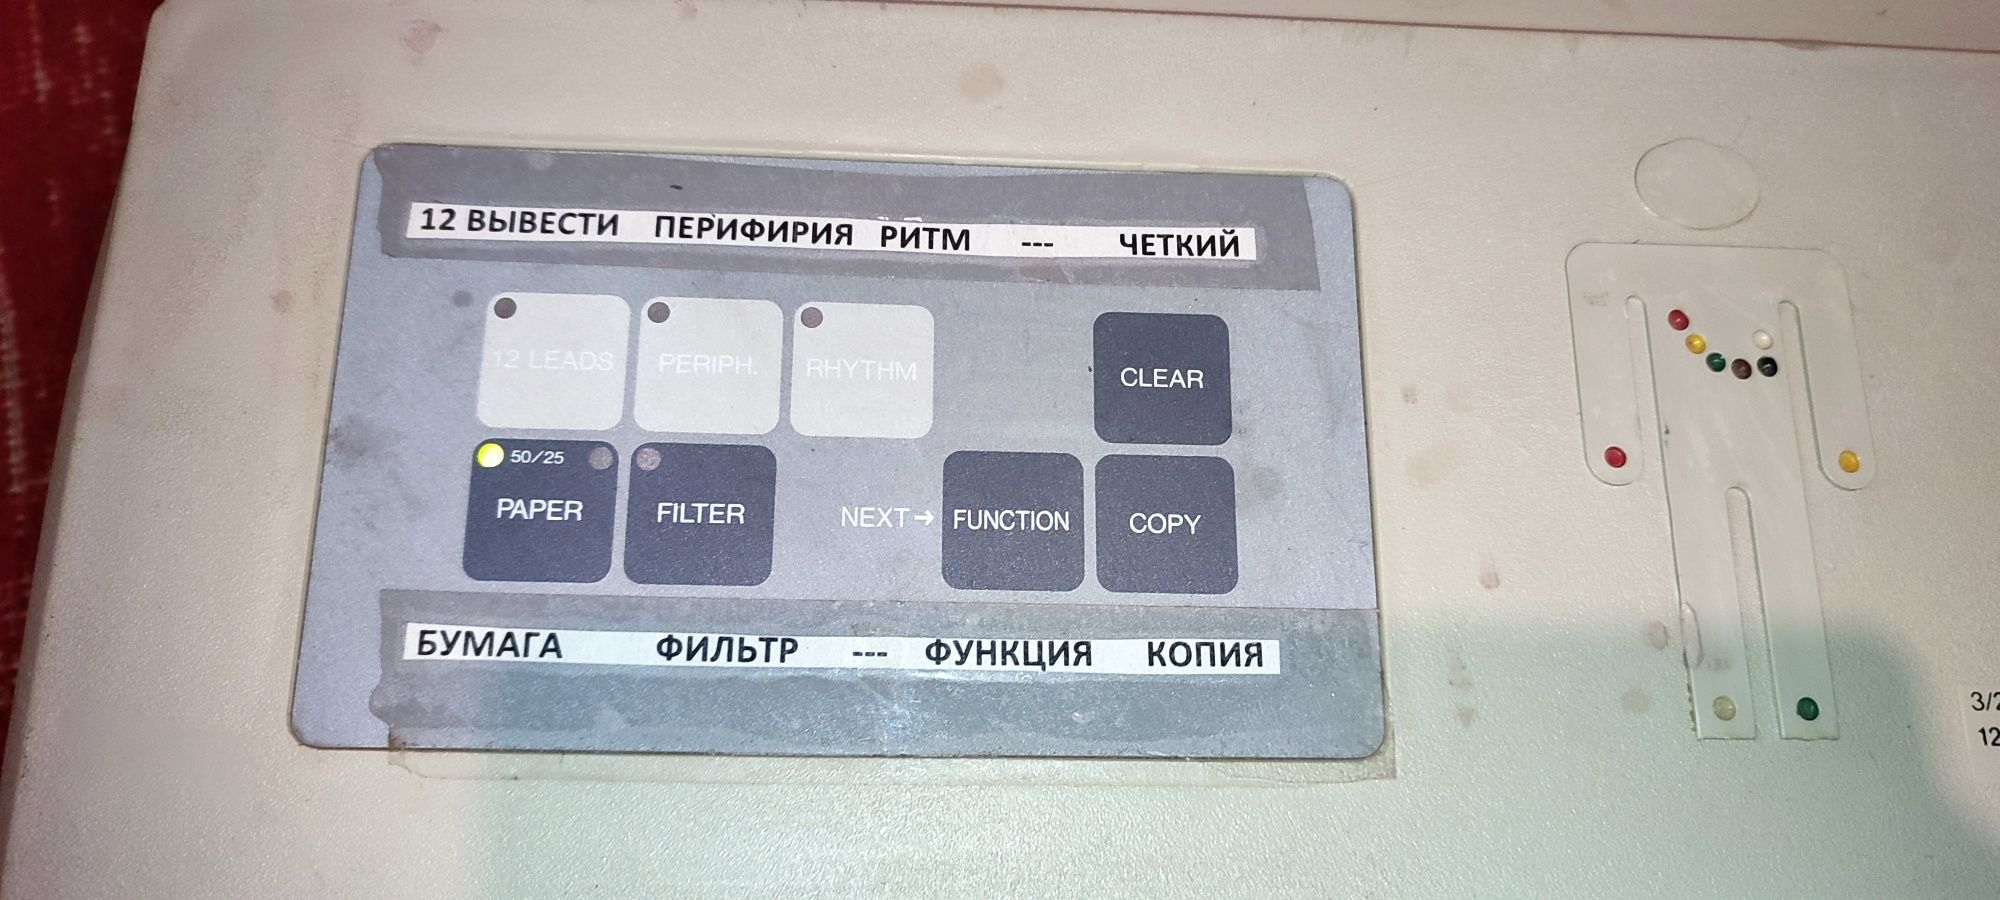 12 ВЫВЕСТИ ПЕРИФИРИЯ РИТМ --- ЧЕТКИЙ
12 LEADS PERIPH. RHYTHM CLEAR
50/25
PAPER FILTER NEXT→ FUNCTION COPY
БУМАГА ФИЛЬТР --- ФУНКЦИЯ КОПИЯ